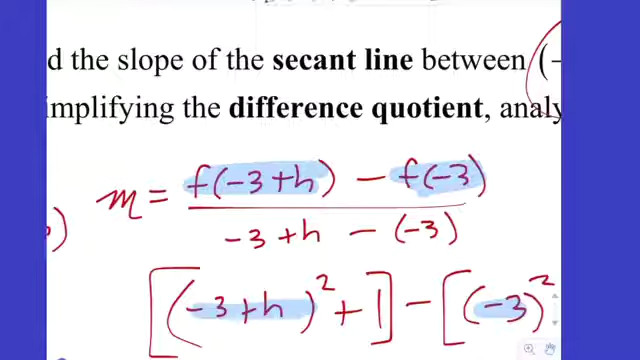 d the slope of the secant line between (-
implifying the difference quotient, analy
m = f(-3+h) - f(-3)
-3+h - (-3)
[(-3+h)² + 1] - [(-3)²